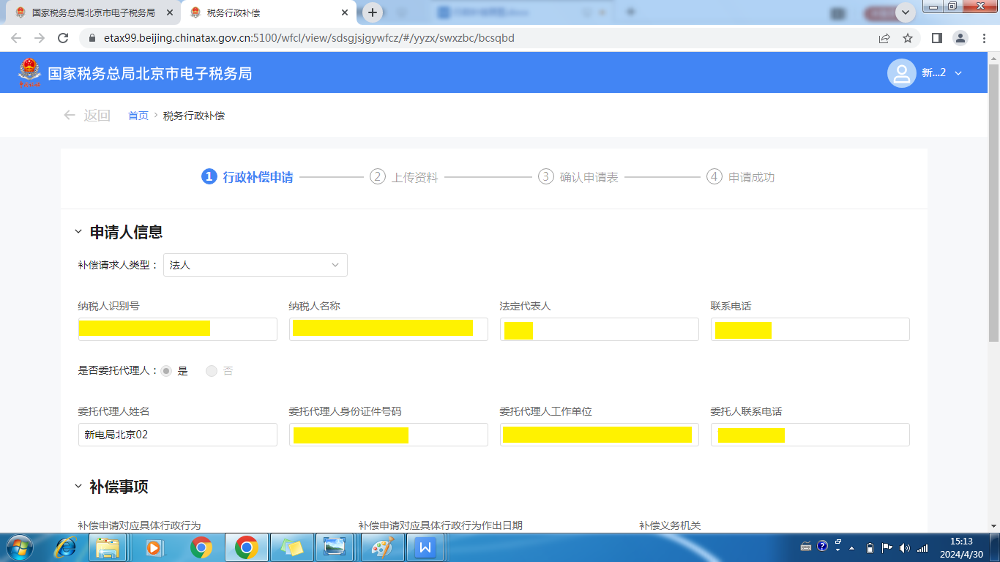 国家税务总局北京市电子税务局
税务行政补偿
etax99.beijing.chinatax.gov.cn:5100/wfcl/view/sdsgjsjgywfcz/#/yyzx/swxzbc/bcsqbd
国家税务总局北京市电子税务局
新...2
返回
首页 > 税务行政补偿
1 行政补偿申请
2 上传资料
3 确认申请表
4 申请成功
申请人信息
补偿请求人类型：
法人
纳税人识别号
纳税人名称
法定代表人
联系电话
是否委托代理人：
是
否
委托代理人姓名
委托代理人身份证件号码
委托代理人工作单位
委托人联系电话
新电局北京02
补偿事项
补偿申请对应具体行政行为
补偿申请对应具体行政行为作出日期
补偿义务机关
15:13
2024/4/30